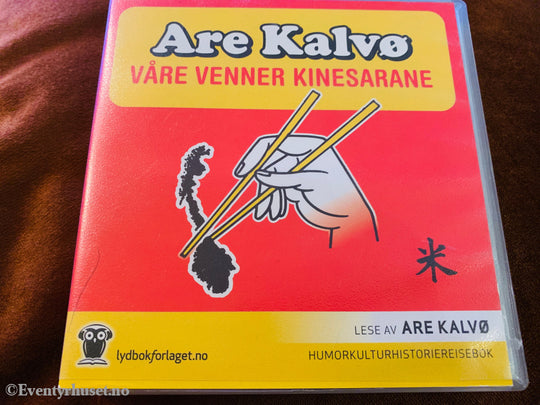 Are Kalvø
VÅRE VENNER KINESARANE
米
LESE AV ARE KALVØ
lydbokforlaget.no
HUMORKULTURHISTORIEREISEBOK
©Eventyrhuset.no